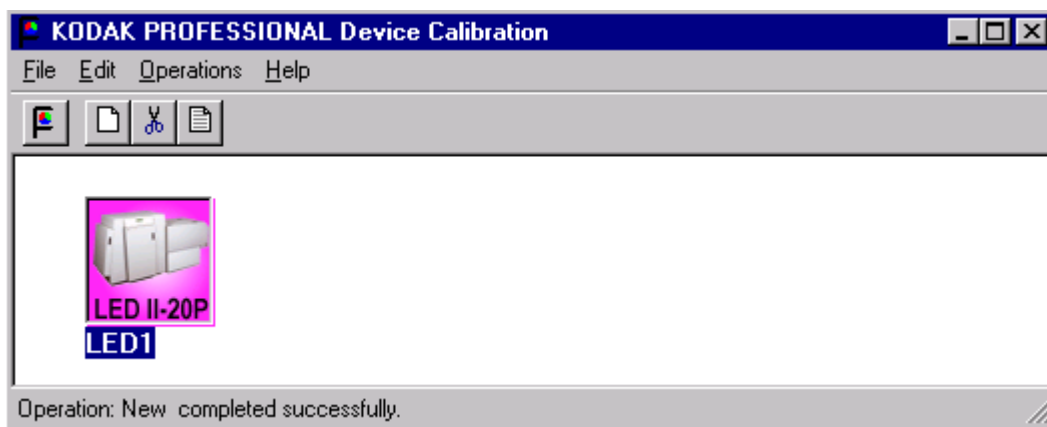 KODAK PROFESSIONAL Device Calibration
File Edit Operations Help
LED II-20P
LED1
Operation: New completed successfully.